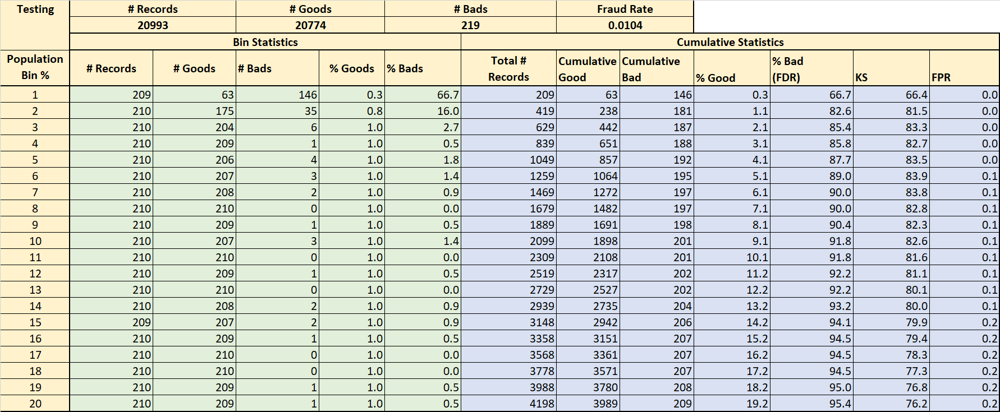 Testing # Records # Goods # Bads Fraud Rate
20993 20774 219 0.0104
Bin Statistics Cumulative Statistics
Population Bin % # Records # Goods # Bads % Goods % Bads Total # Records Cumulative Good Cumulative Bad % Good % Bad (FDR) KS FPR
1 209 63 146 0.3 66.7 209 63 146 0.3 66.7 66.4 0.0
2 210 175 35 0.8 16.0 419 238 181 1.1 82.6 81.5 0.0
3 210 204 6 1.0 2.7 629 442 187 2.1 85.4 83.3 0.0
4 210 209 1 1.0 0.5 839 651 188 3.1 85.8 82.7 0.0
5 210 206 4 1.0 1.8 1049 857 192 4.1 87.7 83.5 0.0
6 210 207 3 1.0 1.4 1259 1064 195 5.1 89.0 83.9 0.1
7 210 208 2 1.0 0.9 1469 1272 197 6.1 90.0 83.8 0.1
8 210 210 0 1.0 0.0 1679 1482 197 7.1 90.0 82.8 0.1
9 210 209 1 1.0 0.5 1889 1691 198 8.1 90.4 82.3 0.1
10 210 207 3 1.0 1.4 2099 1898 201 9.1 91.8 82.6 0.1
11 210 210 0 1.0 0.0 2309 2108 201 10.1 91.8 81.6 0.1
12 210 209 1 1.0 0.5 2519 2317 202 11.2 92.2 81.1 0.1
13 210 210 0 1.0 0.0 2729 2527 202 12.2 92.2 80.1 0.1
14 210 208 2 1.0 0.9 2939 2735 204 13.2 93.2 80.0 0.1
15 209 207 2 1.0 0.9 3148 2942 206 14.2 94.1 79.9 0.2
16 210 209 1 1.0 0.5 3358 3151 207 15.2 94.5 79.4 0.2
17 210 210 0 1.0 0.0 3568 3361 207 16.2 94.5 78.3 0.2
18 210 210 0 1.0 0.0 3778 3571 207 17.2 94.5 77.3 0.2
19 210 209 1 1.0 0.5 3988 3780 208 18.2 95.0 76.8 0.2
20 210 209 1 1.0 0.5 4198 3989 209 19.2 95.4 76.2 0.2